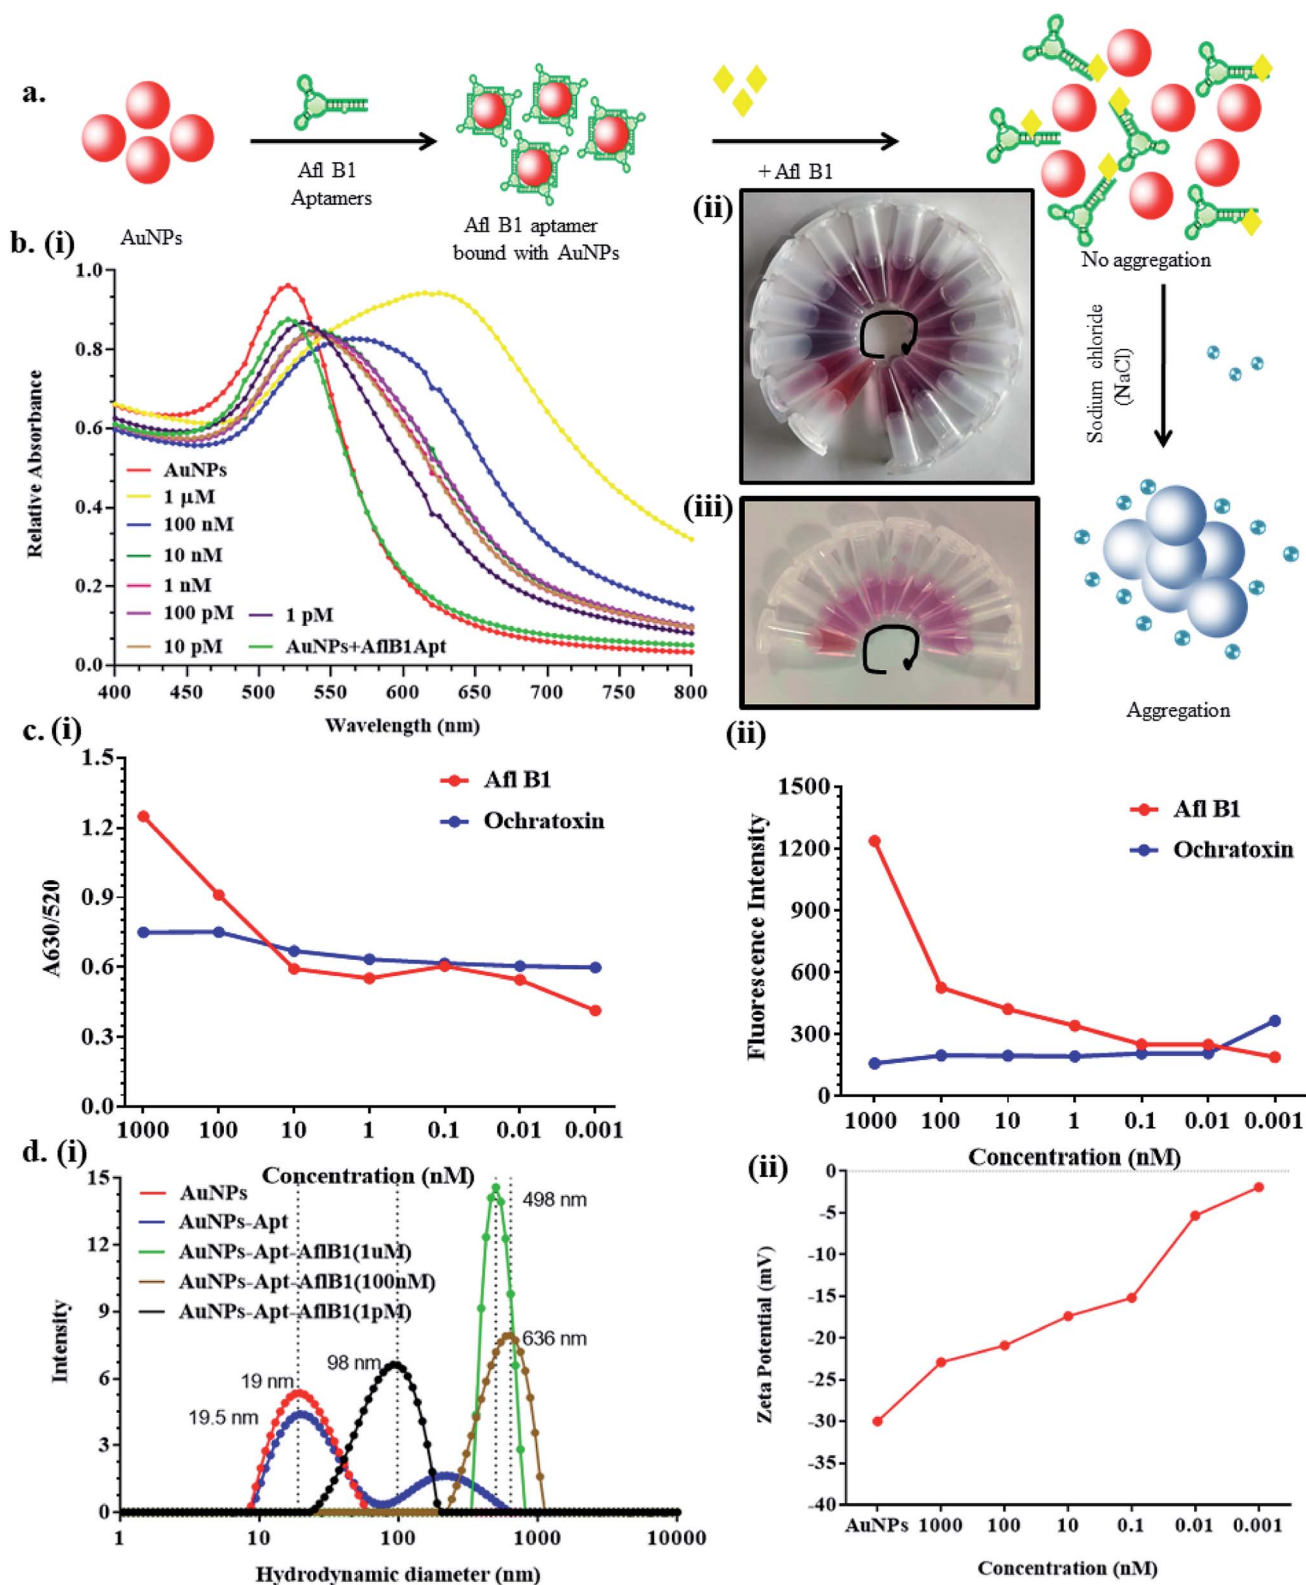 a.
AuNPs
Afl B1
Aptamers
Afl B1 aptamer
bound with AuNPs
+ Afl B1
No aggregation
Sodium chloride
(NaCl)
Aggregation
b. (i)
1.0
0.8
0.6
0.4
0.2
0.0
Relative Absorbance
AuNPs
1 μM
100 nM
10 nM
1 nM
100 pM
10 pM
1 pM
AuNPs+AflB1Apt
400 450 500 550 600 650 700 750 800
Wavelength (nm)
(ii)
(iii)
c. (i)
1.5
1.2
0.9
0.6
0.3
0.0
A630/520
Afl B1
Ochratoxin
1000 100 10 1 0.1 0.01 0.001
Concentration (nM)
(ii)
1500
1200
900
600
300
0
Fluorescence Intensity
Afl B1
Ochratoxin
1000 100 10 1 0.1 0.01 0.001
Concentration (nM)
d. (i)
15
12
9
6
3
0
Intensity
AuNPs
AuNPs-Apt
AuNPs-Apt-AflB1(1uM)
AuNPs-Apt-AflB1(100nM)
AuNPs-Apt-AflB1(1pM)
498 nm
636 nm
98 nm
19 nm
19.5 nm
1 10 100 1000 10000
Hydrodynamic diameter (nm)
(ii)
0
-5
-10
-15
-20
-25
-30
-35
-40
Zeta Potential (mV)
AuNPs 1000 100 10 0.1 0.01 0.001
Concentration (nM)